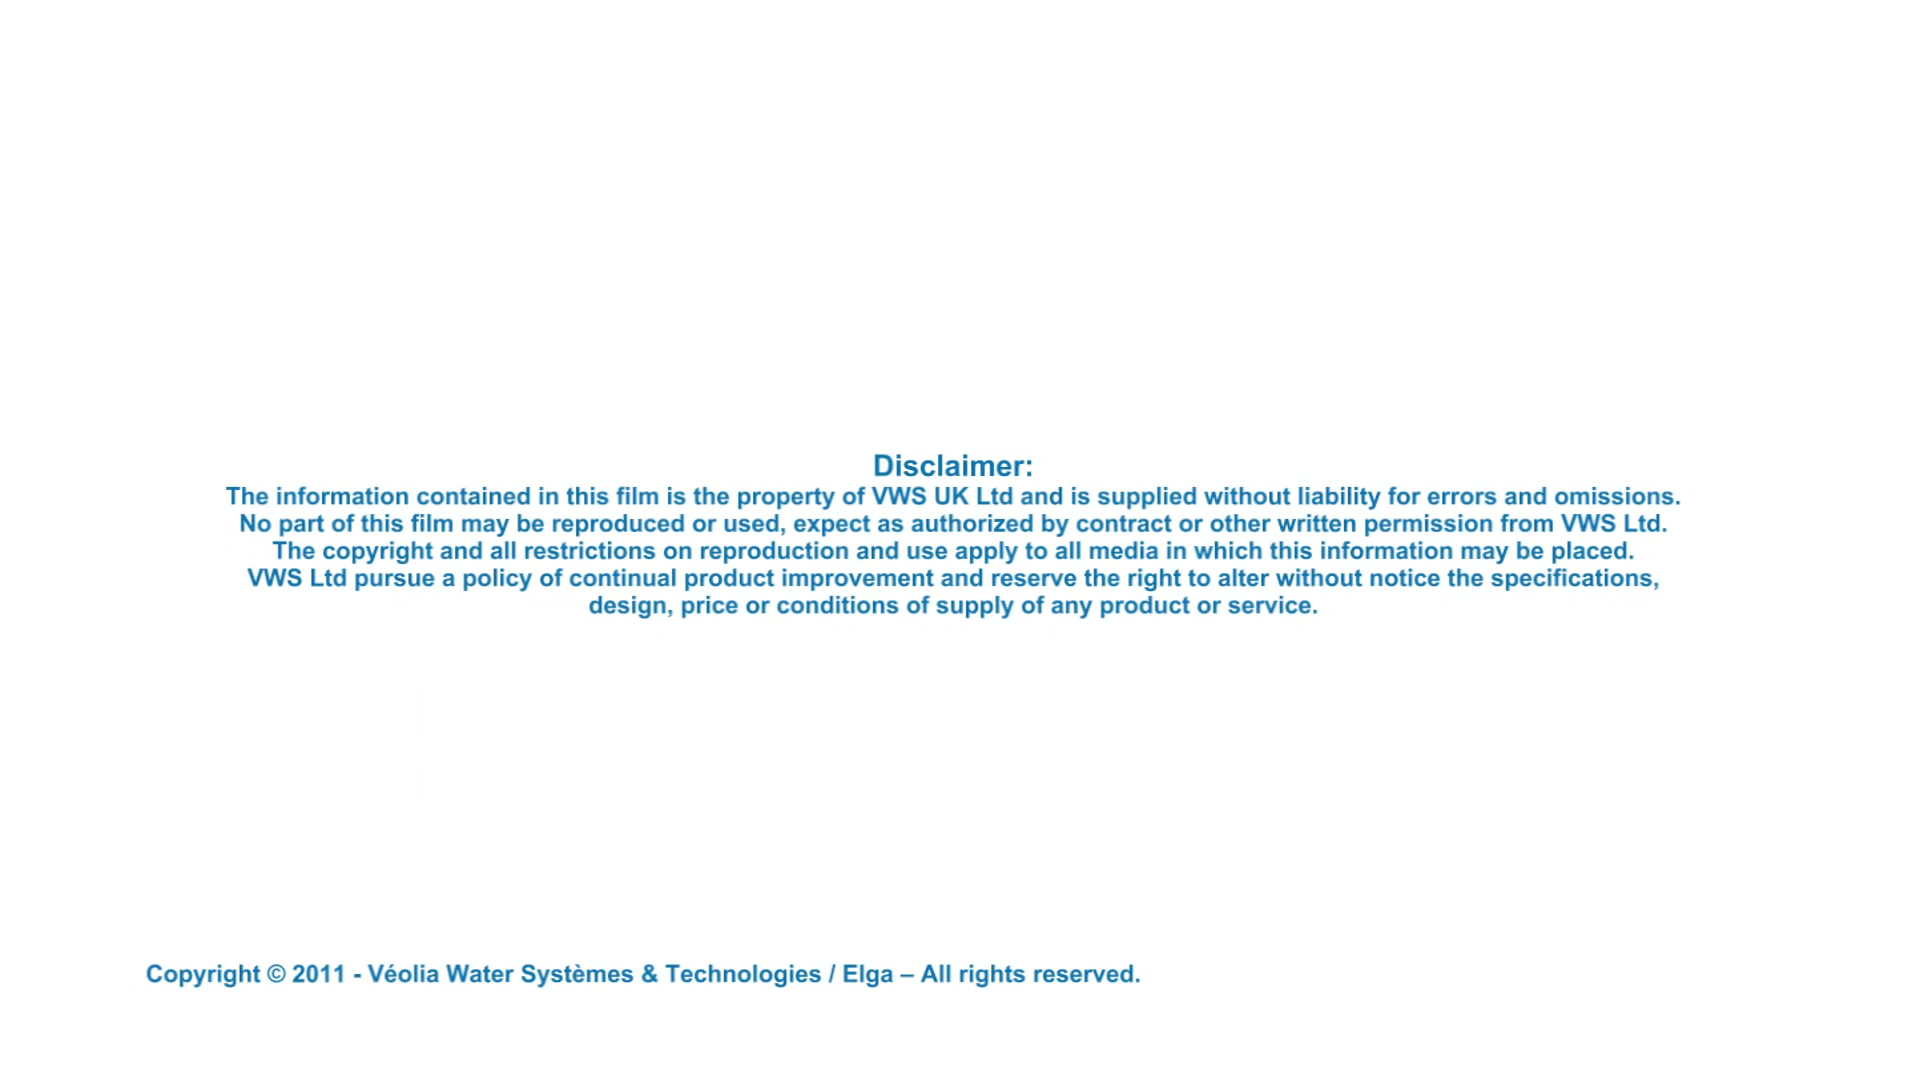 Disclaimer:
The information contained in this film is the property of VWS UK Ltd and is supplied without liability for errors and omissions.
No part of this film may be reproduced or used, expect as authorized by contract or other written permission from VWS Ltd.
The copyright and all restrictions on reproduction and use apply to all media in which this information may be placed.
VWS Ltd pursue a policy of continual product improvement and reserve the right to alter without notice the specifications,
design, price or conditions of supply of any product or service.
Copyright © 2011 - Véolia Water Systèmes & Technologies / Elga – All rights reserved.